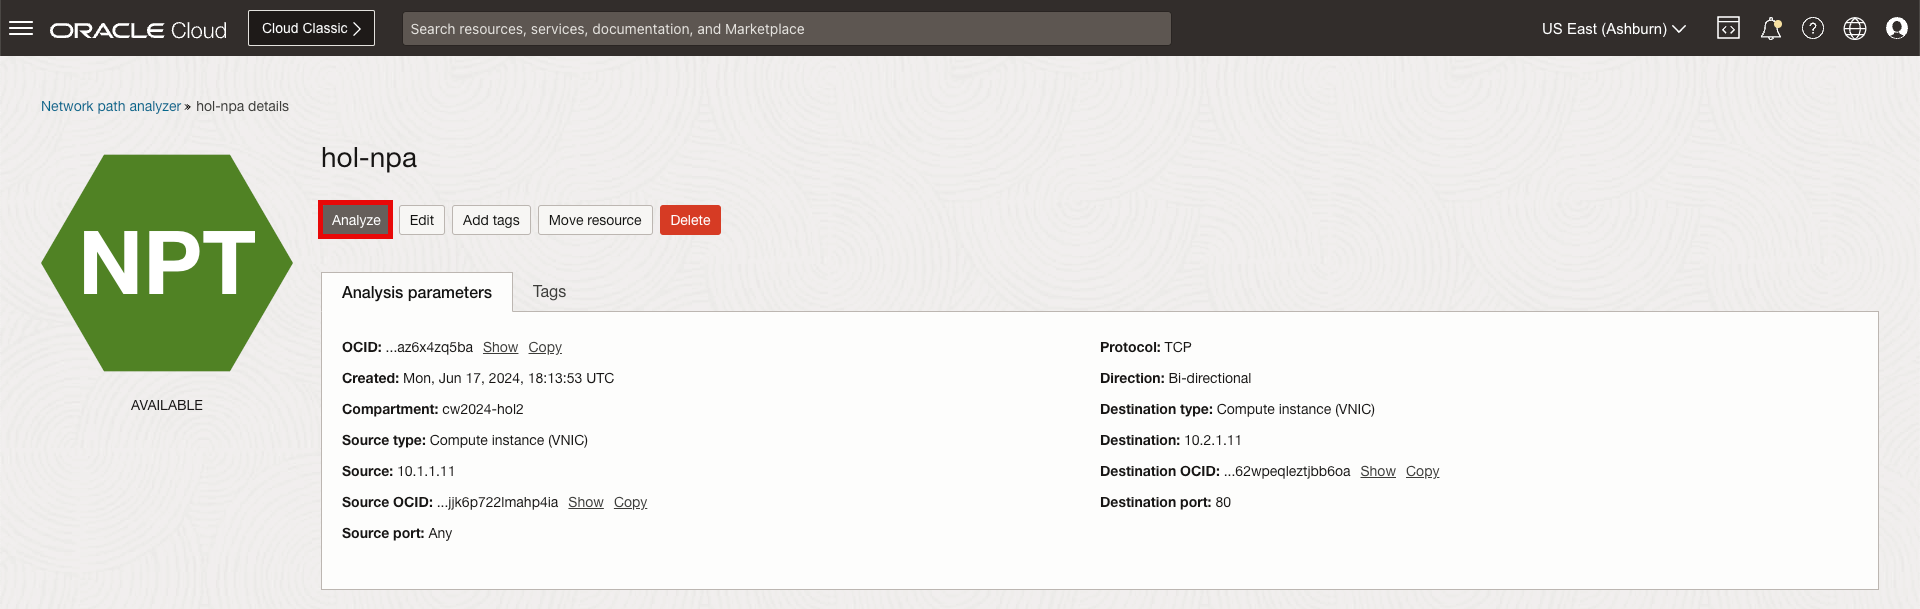 ORACLE Cloud
Cloud Classic
Search resources, services, documentation, and Marketplace
US East (Ashburn)
Network path analyzer » hol-npa details
NPT
AVAILABLE
hol-npa
Analyze Edit Add tags Move resource Delete
Analysis parameters Tags
OCID: ...az6x4zq5ba Show Copy
Created: Mon, Jun 17, 2024, 18:13:53 UTC
Compartment: cw2024-hol2
Source type: Compute instance (VNIC)
Source: 10.1.1.11
Source OCID: ...jjk6p722lmahp4ia Show Copy
Source port: Any
Protocol: TCP
Direction: Bi-directional
Destination type: Compute instance (VNIC)
Destination: 10.2.1.11
Destination OCID: ...62wpeqleztjbb6oa Show Copy
Destination port: 80